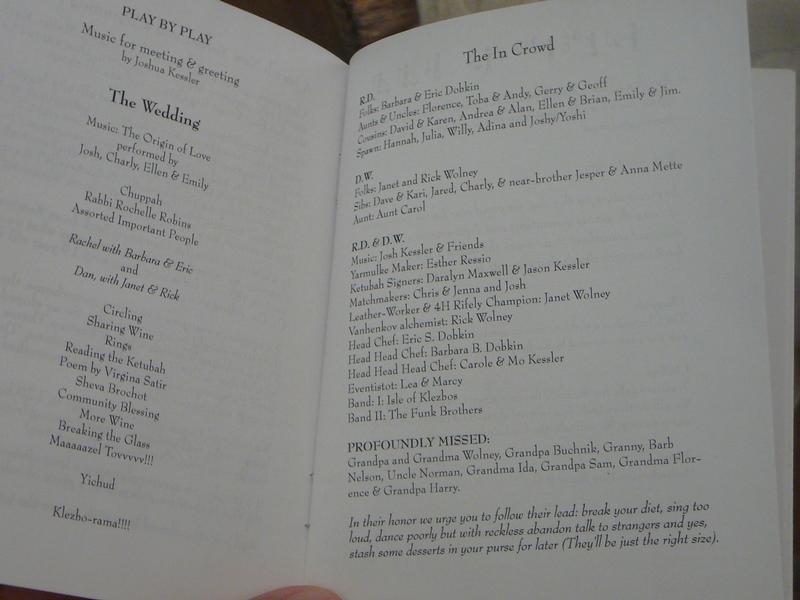 PLAY BY PLAY
Music for meeting & greeting
by Joshua Kessler
The Wedding
Music: The Origin of Love
performed by
Josh, Charly, Ellen & Emily
Chuppah
Rabbi Rochelle Robins
Assorted Important People
Rachel with Barbara & Eric
and
Dan, with Janet & Rick
Circling
Sharing Wine
Rings
Reading the Ketubah
Poem by Virgina Satir
Sheva Brochot
Community Blessing
More Wine
Breaking the Glass
Maaaaazel Tovvvvv!!!
Yichud
Klezbo-rama!!!!
The In Crowd
R.D.
Folks: Barbara & Eric Dobkin
Aunts & Uncles: Florence, Toba & Andy, Gerry & Geoff
Cousins: David & Karen, Andrea & Alan, Ellen & Brian, Emily & Jim.
Spawn: Hannah, Julia, Willy, Adina and Joshy/Yoshi
D.W.
Folks: Janet and Rick Wolney
Sibs: Dave & Kari, Jared, Charly, & near-brother Jesper & Anna Mette
Aunt: Aunt Carol
R.D. & D.W.
Music: Josh Kessler & Friends
Yarmulke Maker: Esther Ressio
Ketubah Signers: Daralyn Maxwell & Jason Kessler
Matchmakers: Chris & Jenna and Josh
Leather-Worker & 4H Rifely Champion: Janet Wolney
Vanhenkov alchemist: Rick Wolney
Head Chef: Eric S. Dobkin
Head Head Chef: Barbara B. Dobkin
Head Head Head Chef: Carole & Mo Kessler
Eventistot: Lea & Marcy
Band: I: Isle of Klezbos
Band II: The Funk Brothers
PROFOUNDLY MISSED:
Grandpa and Grandma Wolney, Grandpa Buchnik, Granny, Barb
Nelson, Uncle Norman, Grandma Ida, Grandpa Sam, Grandma Flor-
ence & Grandpa Harry.
In their honor we urge you to follow their lead: break your diet, sing too
loud, dance poorly but with reckless abandon talk to strangers and yes,
stash some desserts in your purse for later (They'll be just the right size).